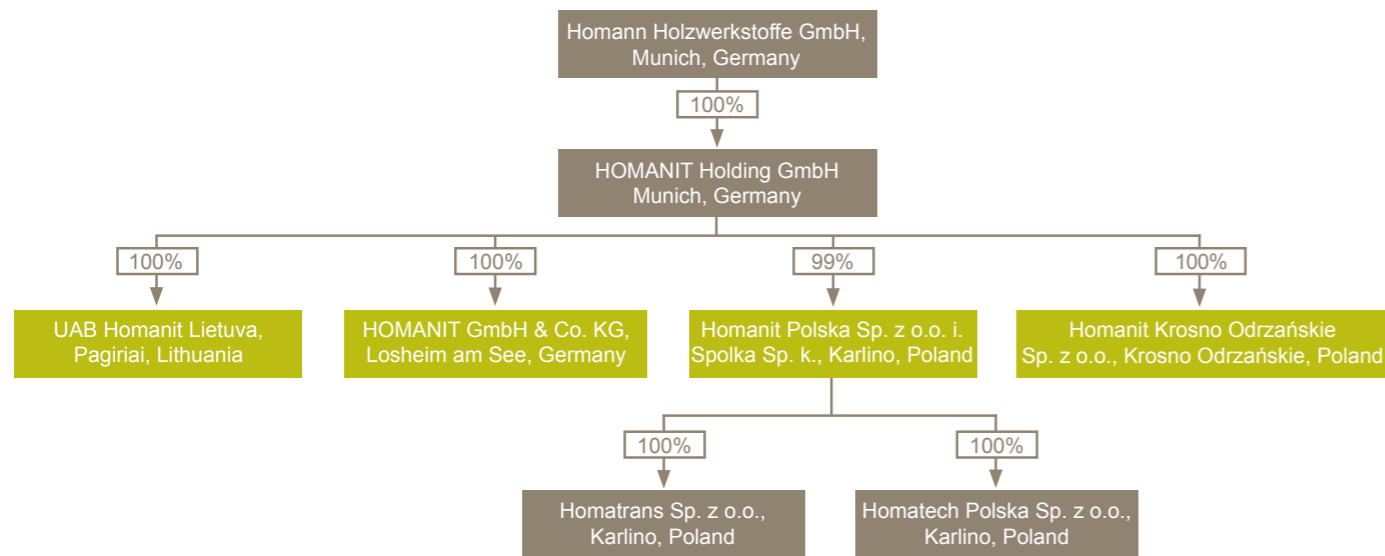 Homann Holzwerkstoffe GmbH,
Munich, Germany
100%
HOMANIT Holding GmbH
Munich, Germany
100%
100%
99%
100%
UAB Homanit Lietuva,
Pagiriai, Lithuania
HOMANIT GmbH & Co. KG,
Losheim am See, Germany
Homanit Polska Sp. z o.o. i.
Spolka Sp. k., Karlino, Poland
Homanit Krosno Odrzańskie
Sp. z o.o., Krosno Odrzańskie, Poland
100%
100%
Homatrans Sp. z o.o.,
Karlino, Poland
Homatech Polska Sp. z o.o.,
Karlino, Poland